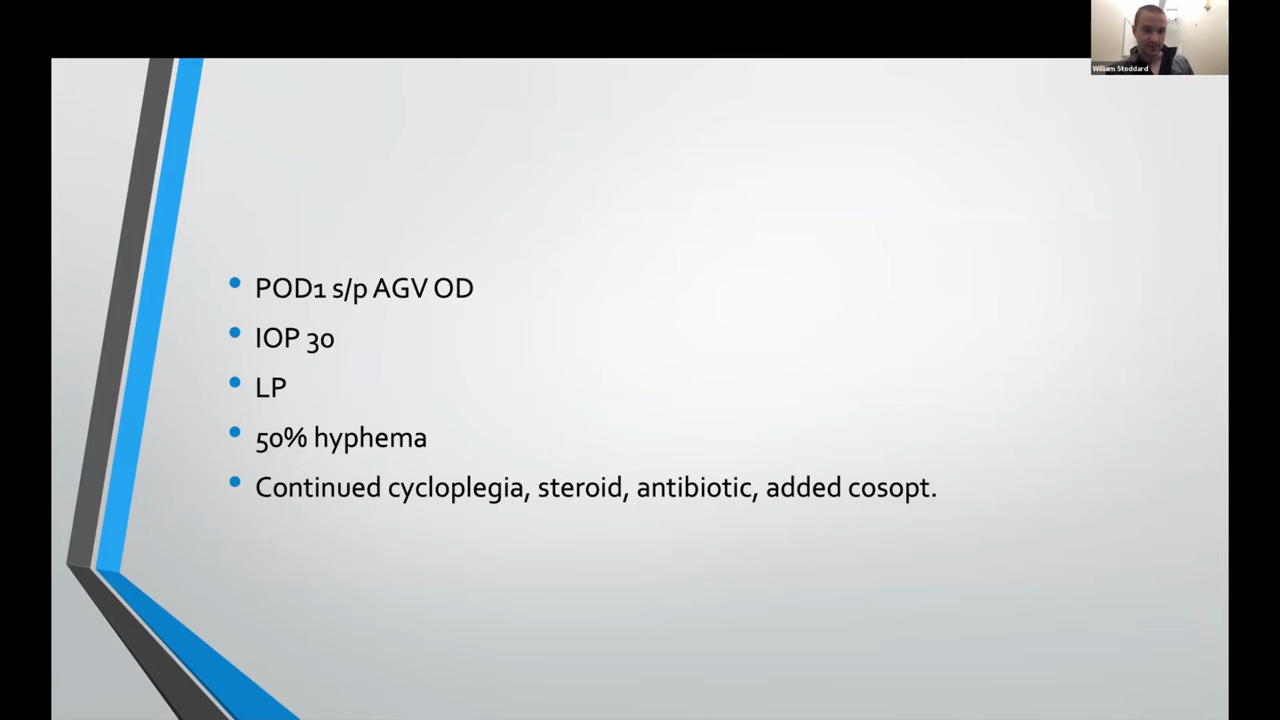 William Stoddard
POD1 s/p AGV OD
IOP 30
LP
50% hyphema
Continued cycloplegia, steroid, antibiotic, added cosopt.